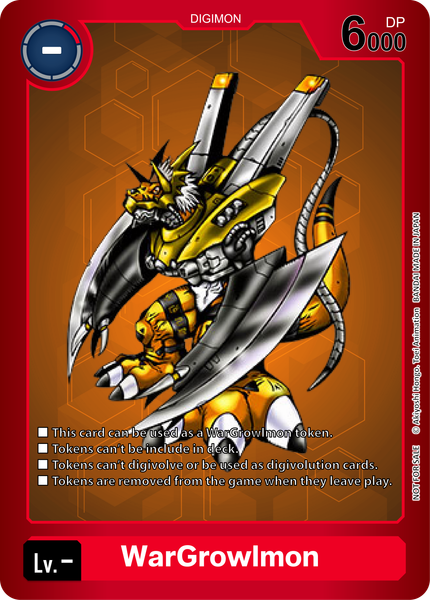 DIGIMON
-
6000 DP
■ This card can be used as a WarGrowlmon token.
■ Tokens can't be include in deck.
■ Tokens can't digivolve or be used as digivolution cards.
■ Tokens are removed from the game when they leave play.
NOT FOR SALE © Akiyoshi Hongo, Toei Animation BANDAI MADE IN JAPAN
Lv.-
WarGrowlmon